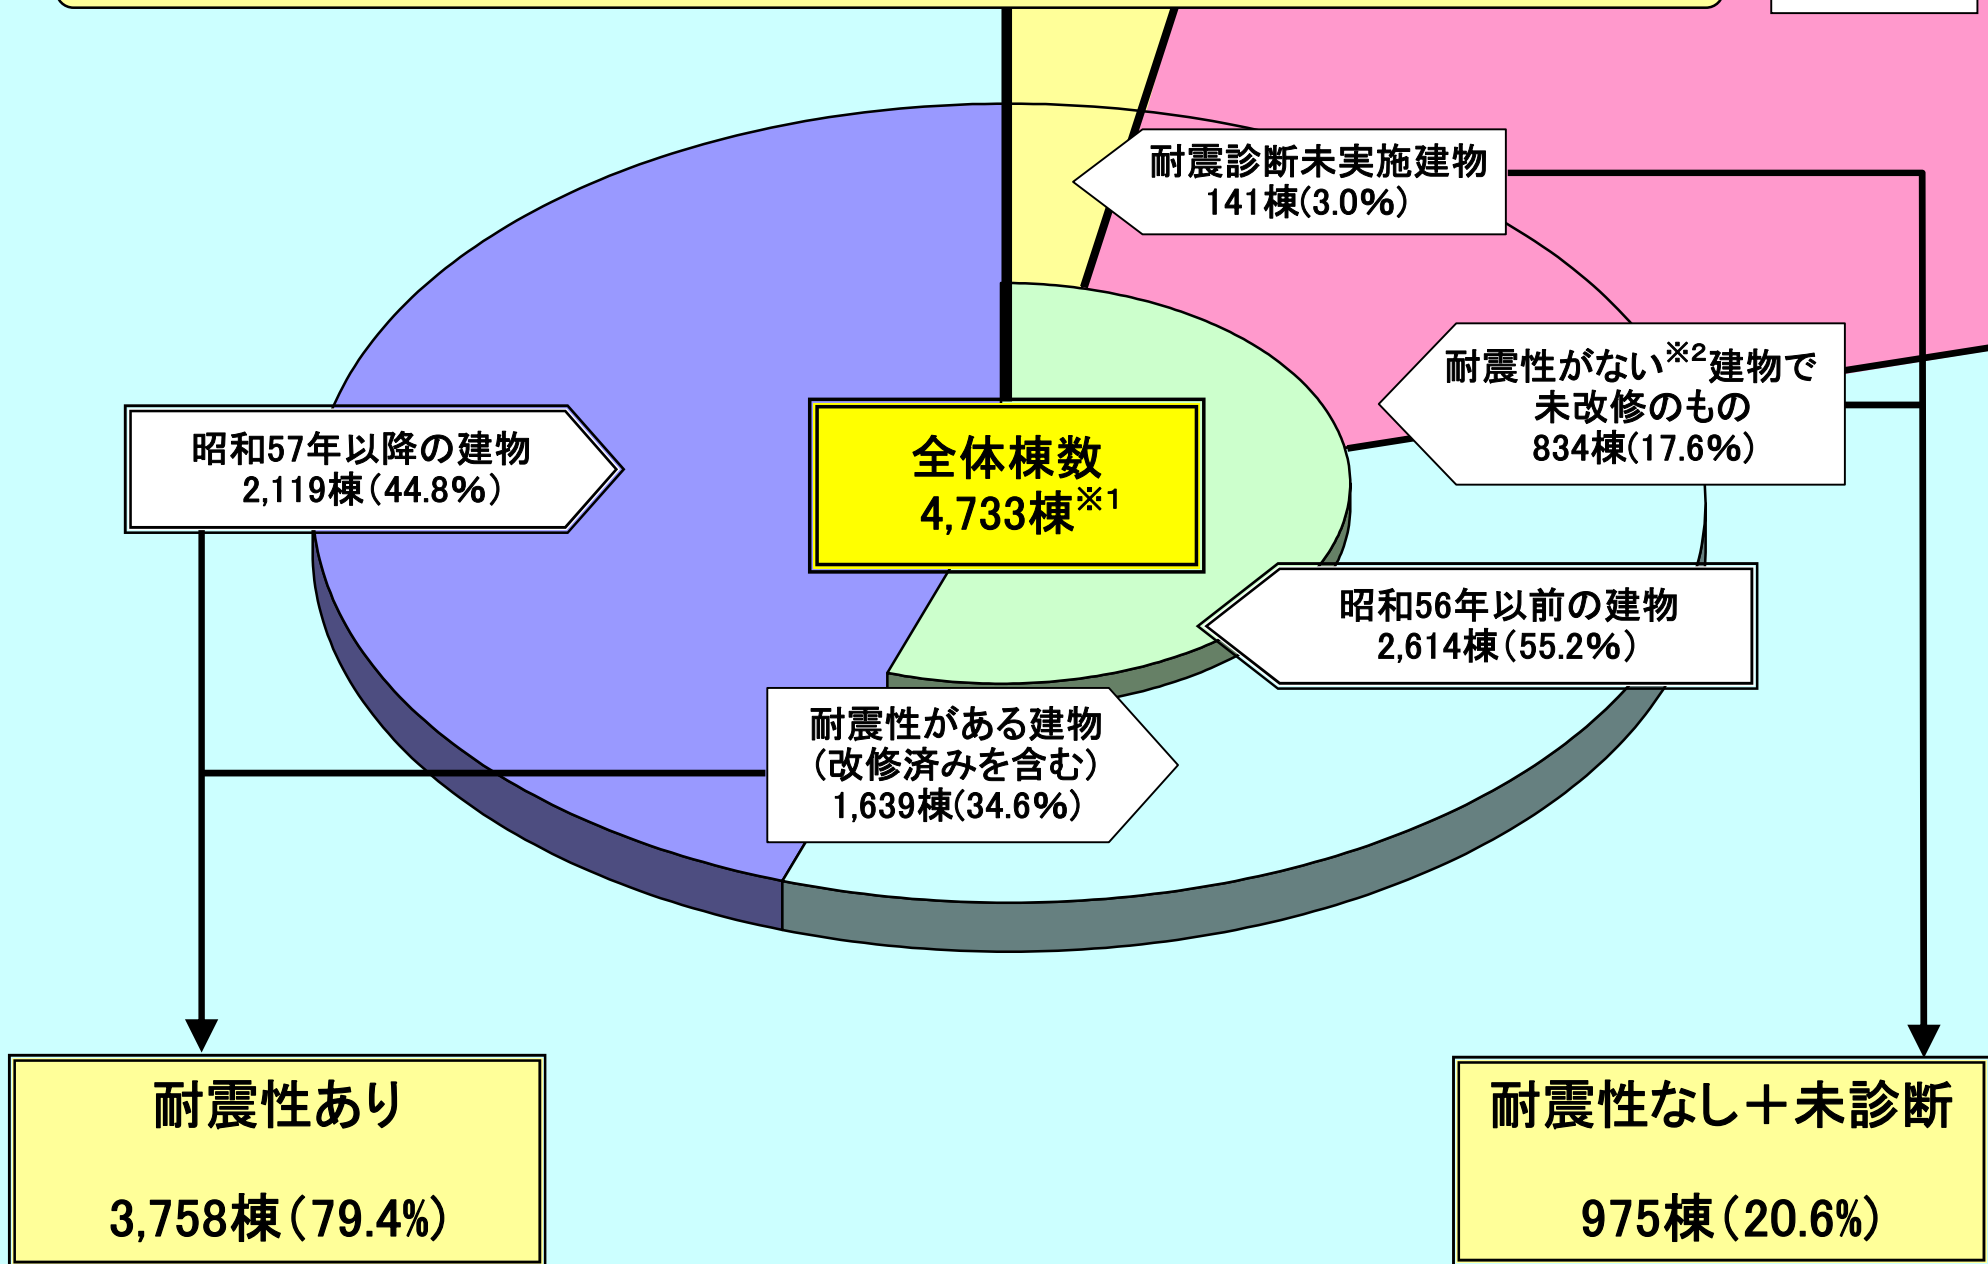 耐震診断未実施建物
141棟(3.0%)
耐震性がない※2建物で
未改修のもの
834棟(17.6%)
昭和57年以降の建物
2,119棟(44.8%)
全体棟数
4,733棟※1
昭和56年以前の建物
2,614棟(55.2%)
耐震性がある建物
(改修済みを含む)
1,639棟(34.6%)
耐震性あり
3,758棟(79.4%)
耐震性なし＋未診断
975棟(20.6%)